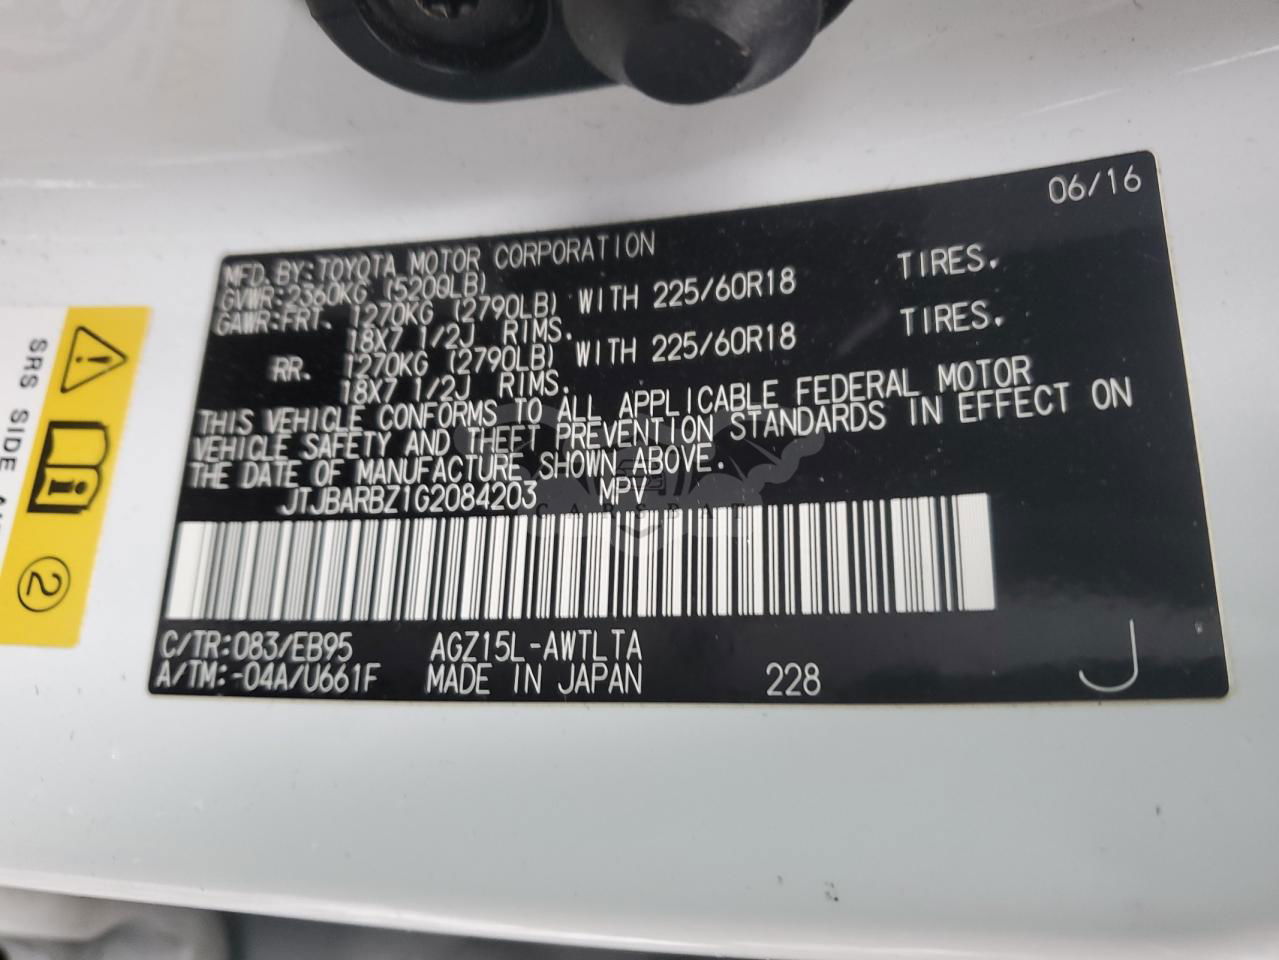 06/16
MFD. BY:TOYOTA MOTOR CORPORATION
GVWR:2360KG (5200LB)
GAWR:FRT. 1270KG (2790LB) WITH 225/60R18 TIRES.
18X7 1/2J RIMS.
RR. 1270KG (2790LB) WITH 225/60R18 TIRES.
18X7 1/2J RIMS.
THIS VEHICLE CONFORMS TO ALL APPLICABLE FEDERAL MOTOR
VEHICLE SAFETY AND THEFT PREVENTION STANDARDS IN EFFECT ON
THE DATE OF MANUFACTURE SHOWN ABOVE.
JTJBARBZ1G2084203 MPV
C/TR:083/EB95 AGZ15L-AWTLTA
A/TM:-04A/U661F MADE IN JAPAN 228 J
SRS SIDE
2